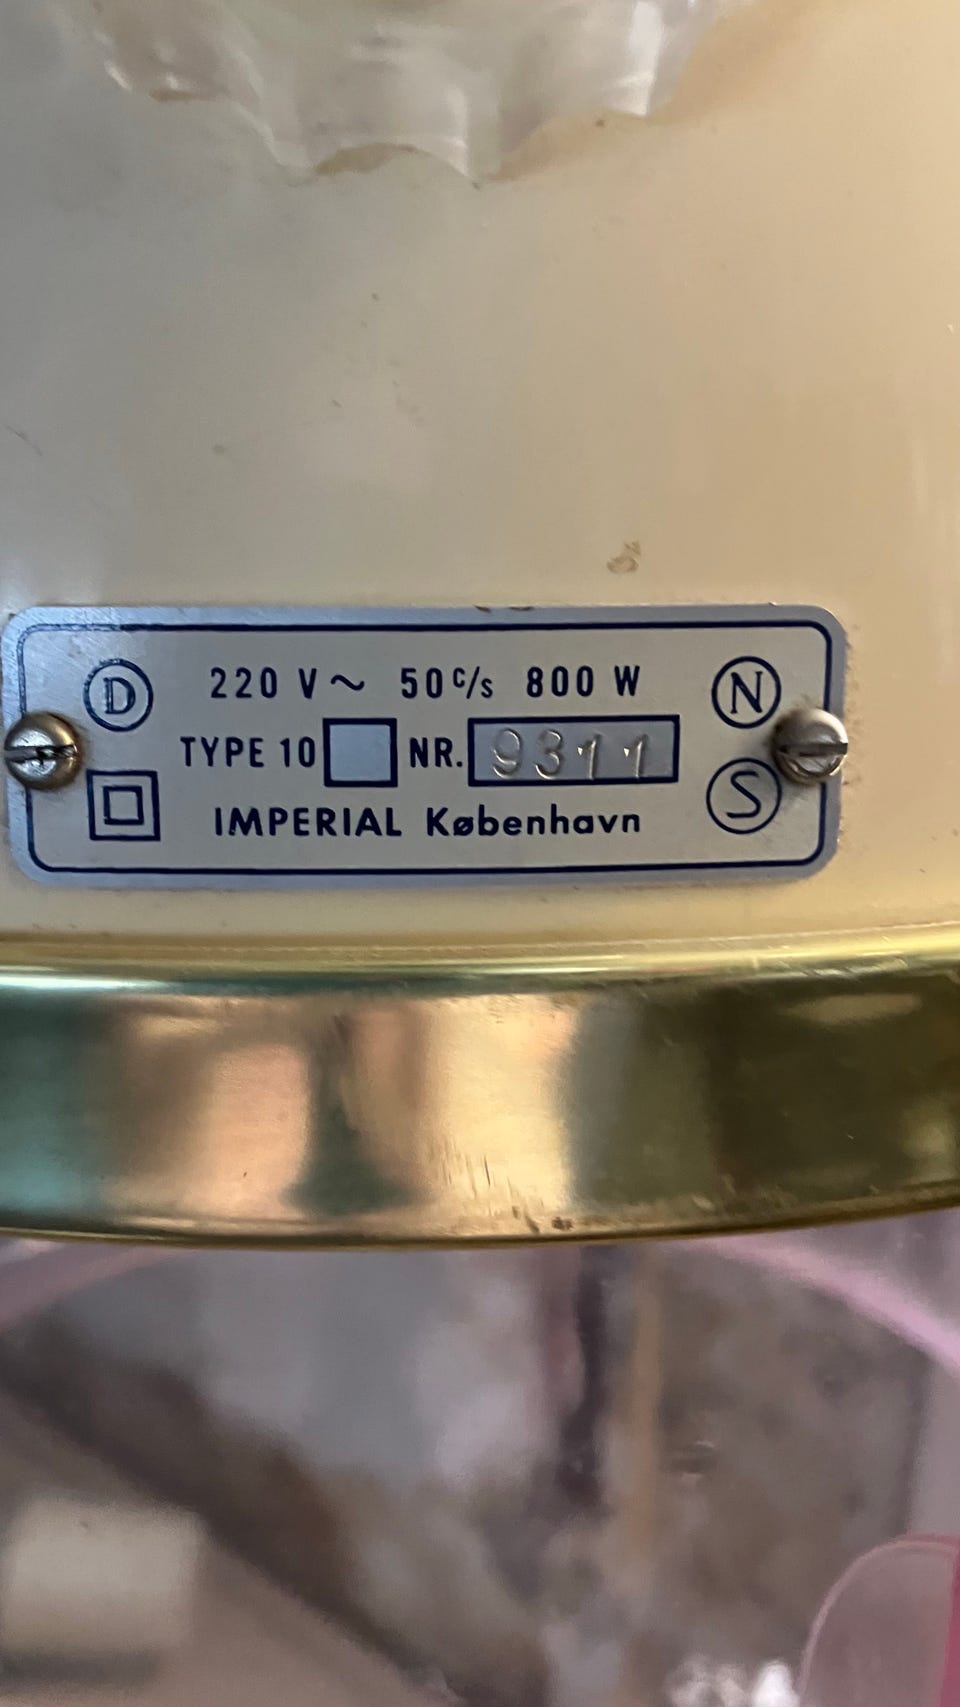 D 220 V ~ 50 c/s 800 W N
TYPE 10 NR. 9311 S
IMPERIAL København